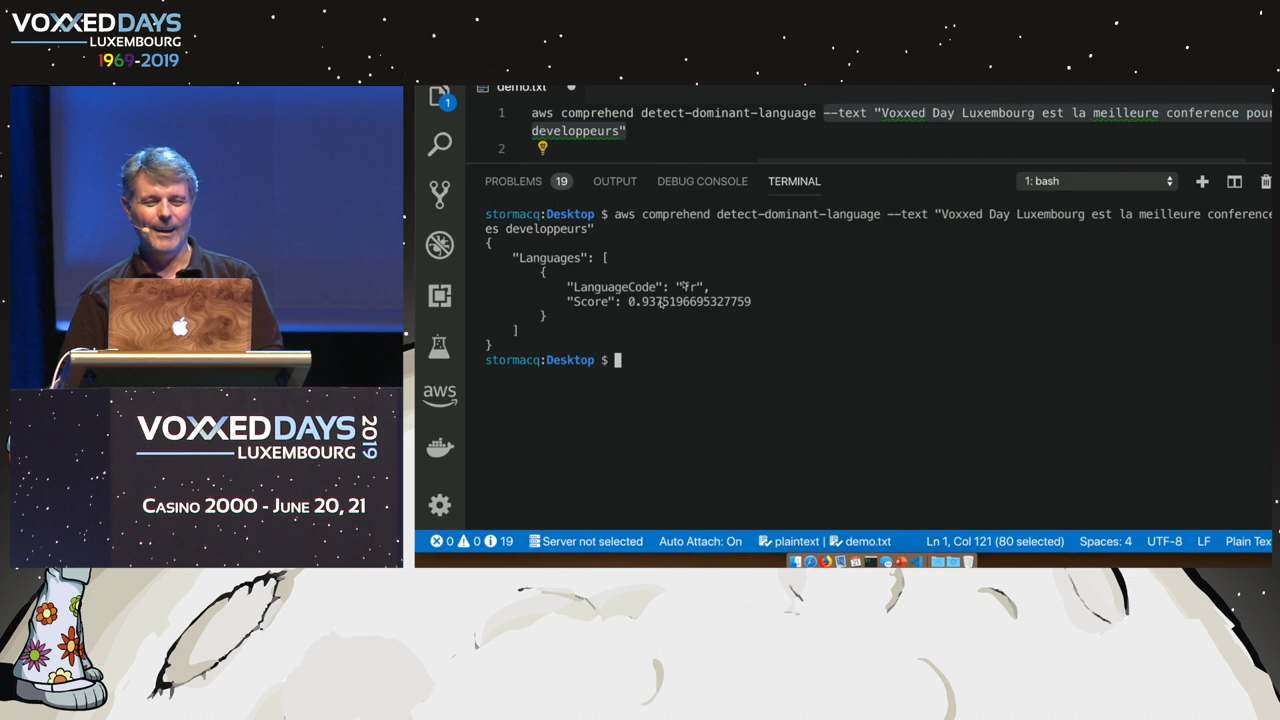 VOXXED DAYS
LUXEMBOURG
1969-2019
demo.txt
1
1 aws comprehend detect-dominant-language --text "Voxxed Day Luxembourg est la meilleure conference pour
developpeurs"
2
PROBLEMS 19 OUTPUT DEBUG CONSOLE TERMINAL 1: bash
stormacq:Desktop $ aws comprehend detect-dominant-language --text "Voxxed Day Luxembourg est la meilleure conference
es developpeurs"
{
"Languages": [
{
"LanguageCode": "fr",
"Score": 0.9375196695327759
}
]
}
stormacq:Desktop $
aws
VOXXED DAYS 2019
LUXEMBOURG
CASINO 2000 - JUNE 20, 21
0 0 19 Server not selected Auto Attach: On plaintext | demo.txt Ln 1, Col 121 (80 selected) Spaces: 4 UTF-8 LF Plain Tex